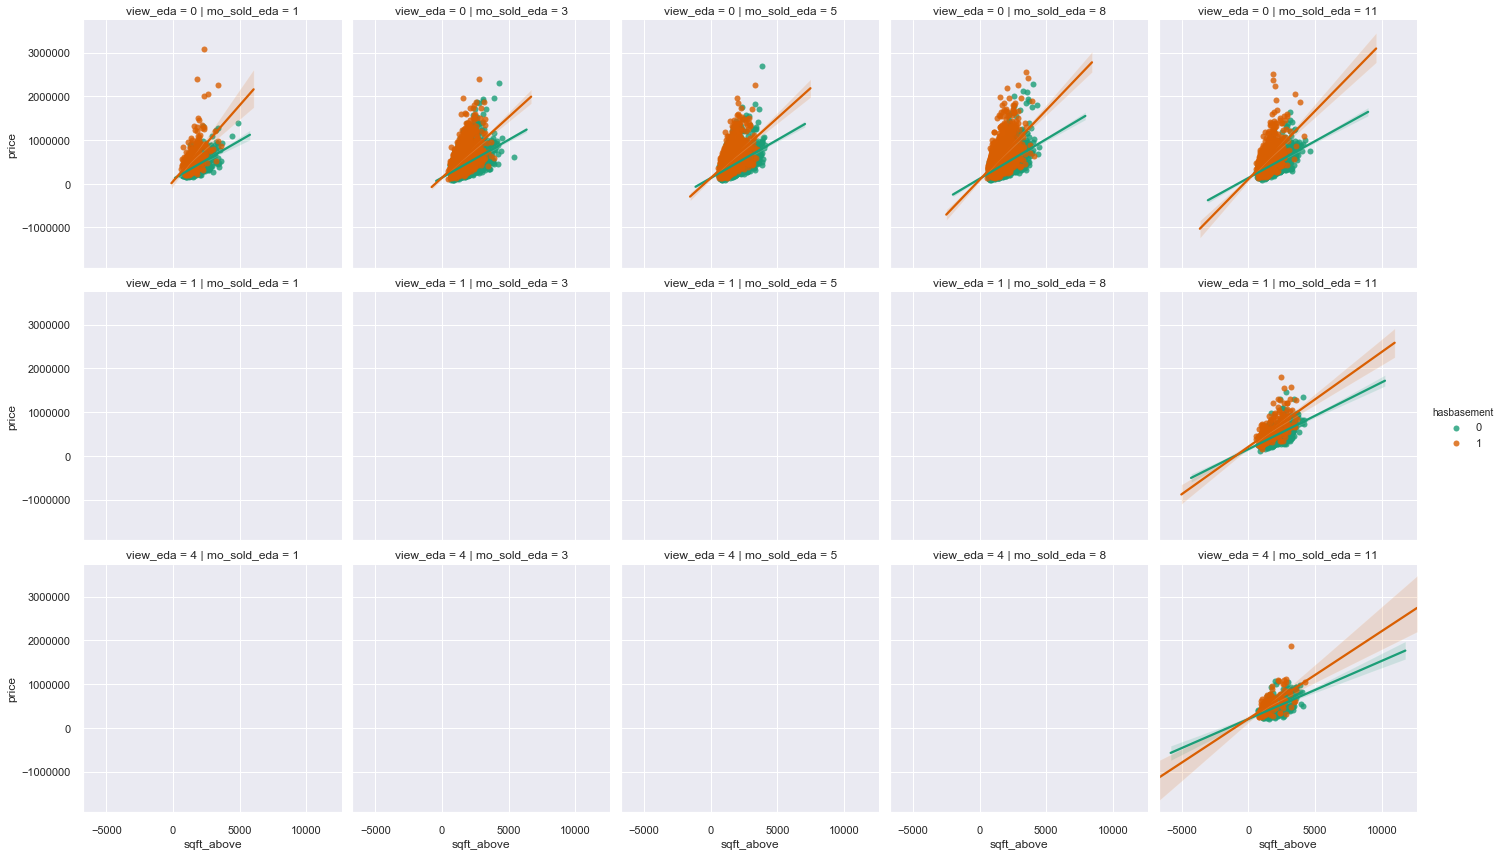 view_eda = 0 | mo_sold_eda = 1
view_eda = 0 | mo_sold_eda = 3
view_eda = 0 | mo_sold_eda = 5
view_eda = 0 | mo_sold_eda = 8
view_eda = 0 | mo_sold_eda = 11
3000000
2000000
1000000
0
−1000000
price
view_eda = 1 | mo_sold_eda = 1
view_eda = 1 | mo_sold_eda = 3
view_eda = 1 | mo_sold_eda = 5
view_eda = 1 | mo_sold_eda = 8
view_eda = 1 | mo_sold_eda = 11
3000000
2000000
1000000
0
−1000000
price
hasbasement
0
1
view_eda = 4 | mo_sold_eda = 1
view_eda = 4 | mo_sold_eda = 3
view_eda = 4 | mo_sold_eda = 5
view_eda = 4 | mo_sold_eda = 8
view_eda = 4 | mo_sold_eda = 11
3000000
2000000
1000000
0
−1000000
price
−5000 0 5000 10000
−5000 0 5000 10000
−5000 0 5000 10000
−5000 0 5000 10000
−5000 0 5000 10000
sqft_above
sqft_above
sqft_above
sqft_above
sqft_above